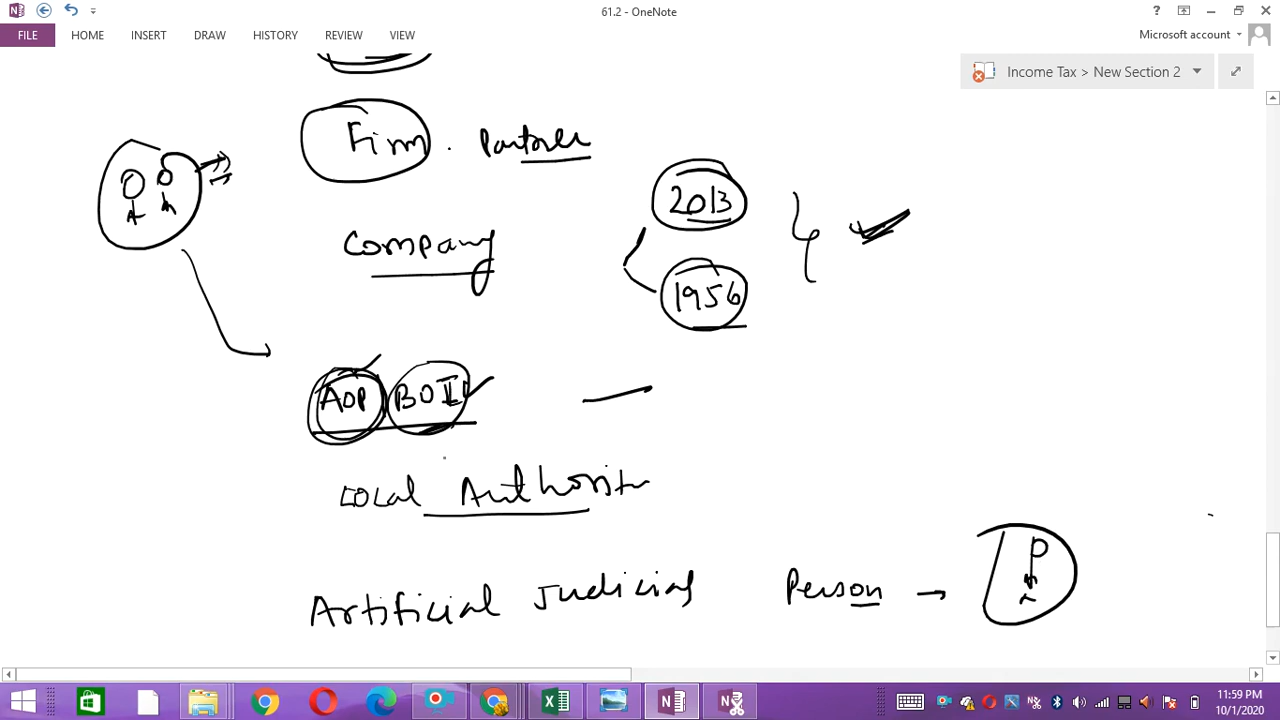 61.2 - OneNote
?
FILE HOME INSERT DRAW HISTORY REVIEW VIEW
Microsoft account
Income Tax > New Section 2
Firm. Partner
2013
Company
1956
AOP BOI
Local Authority
Artificial Judicial Person →
11:59 PM
10/1/2020